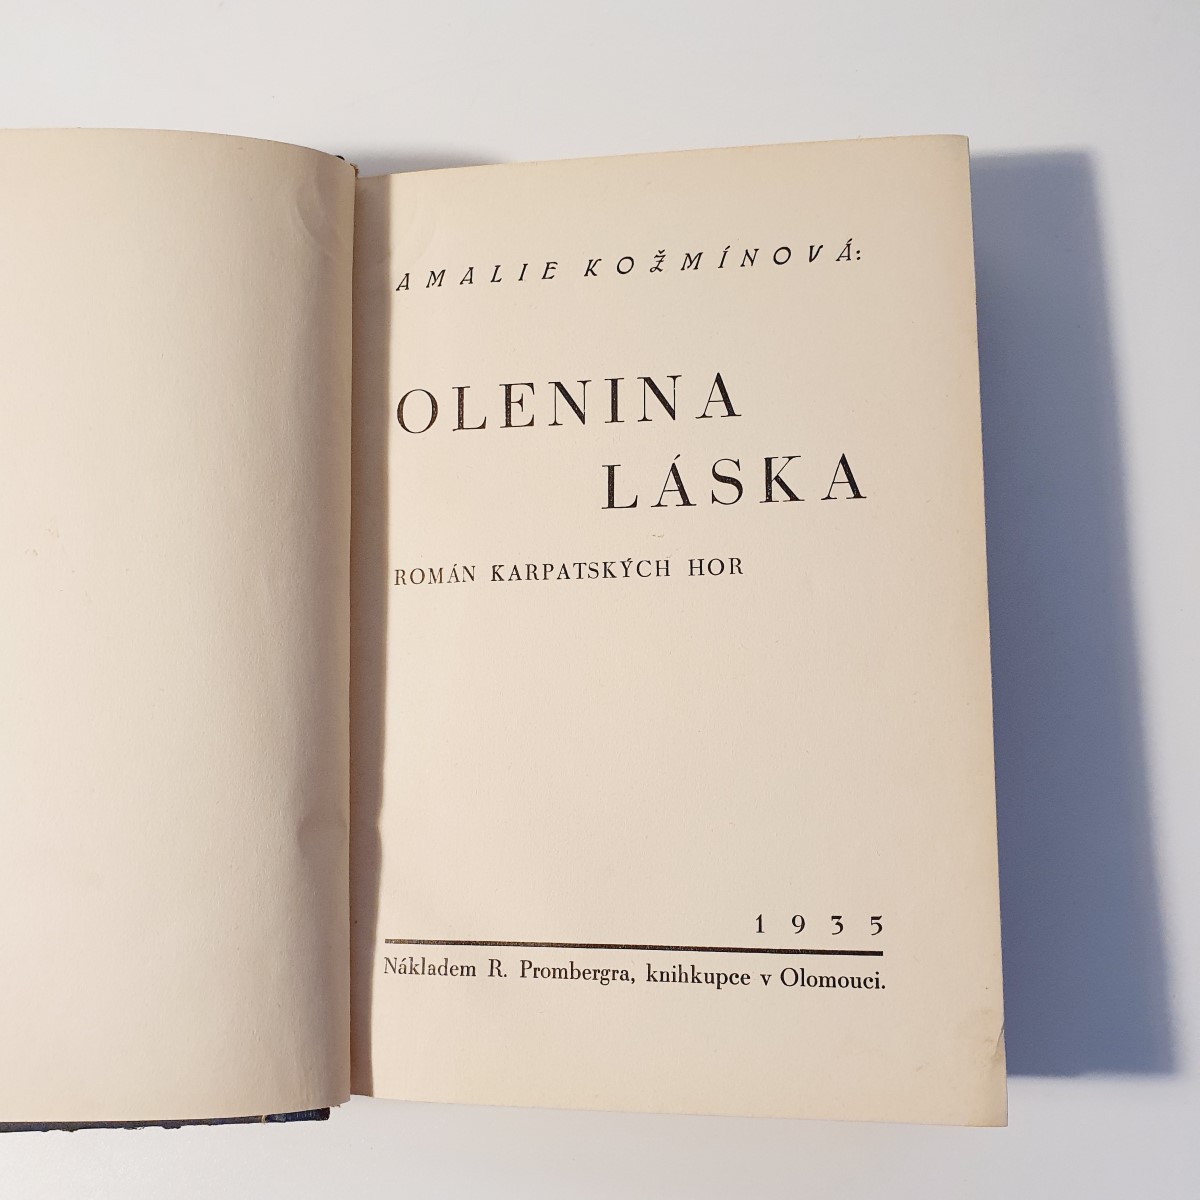 AMALIE KOŽMÍNOVÁ:
OLENINA
LÁSKA
ROMÁN KARPATSKÝCH HOR
1935
Nákladem R. Prombergra, knihkupce v Olomouci.